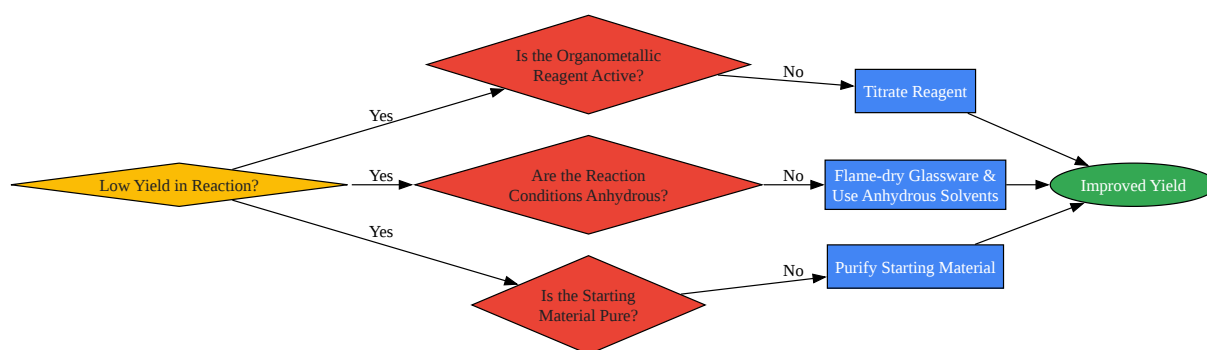 Is the Organometallic
Reagent Active?
No
Titrate Reagent
Yes
Low Yield in Reaction?
Yes
Are the Reaction
Conditions Anhydrous?
No
Flame-dry Glassware &
Use Anhydrous Solvents
Improved Yield
Yes
Is the Starting
Material Pure?
No
Purify Starting Material